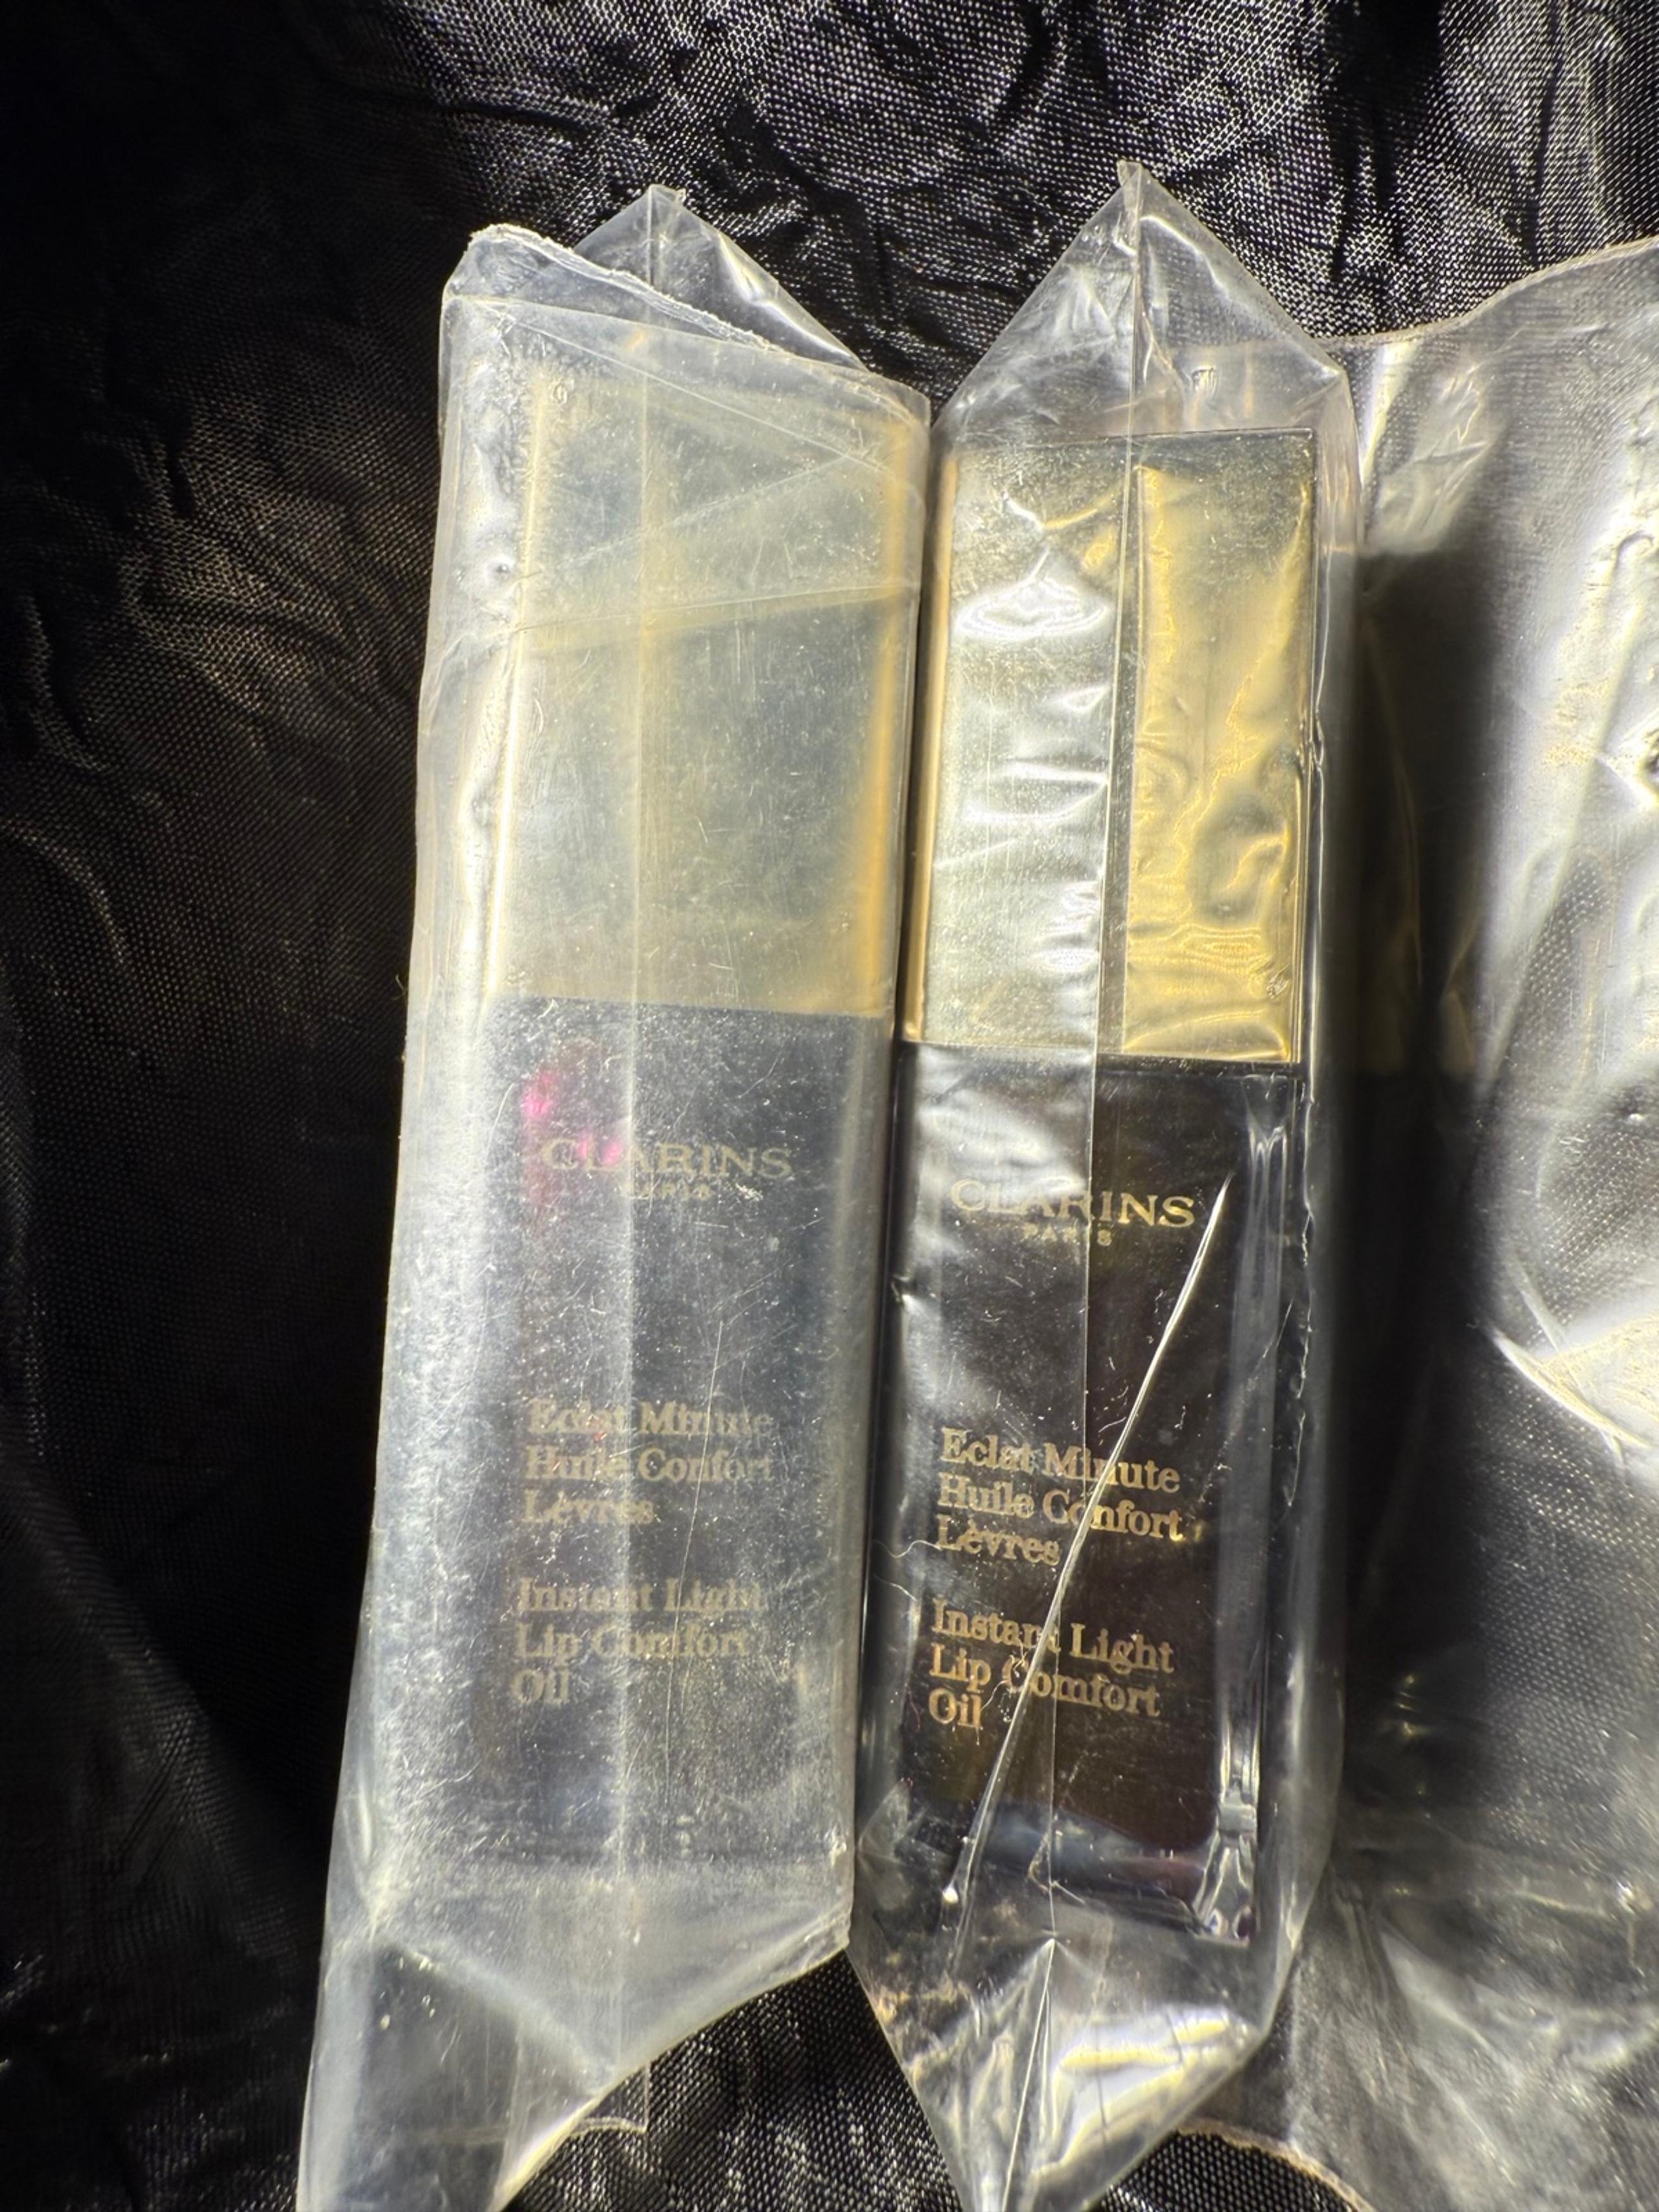 CLARINS
PARIS
Eclat Minute
Huile Confort
Lèvres
Instant Light
Lip Comfort
Oil
CLARINS
PARIS
Eclat Minute
Huile Confort
Lèvres
Instant Light
Lip Comfort
Oil